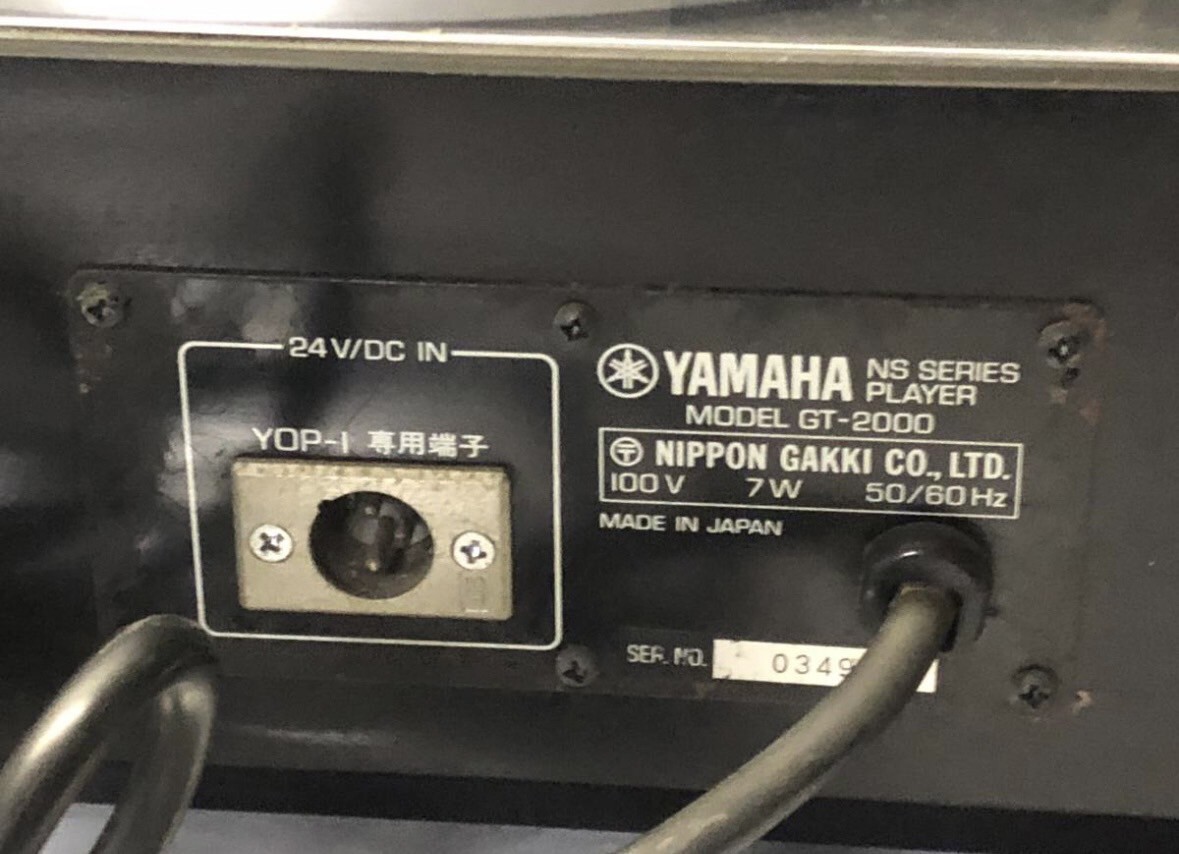 24V/DC IN
YOP-1 専用端子
YAMAHA NS SERIES PLAYER
MODEL GT-2000
NIPPON GAKKI CO., LTD.
100V 7W 50/60Hz
MADE IN JAPAN
SER. NO. 0349